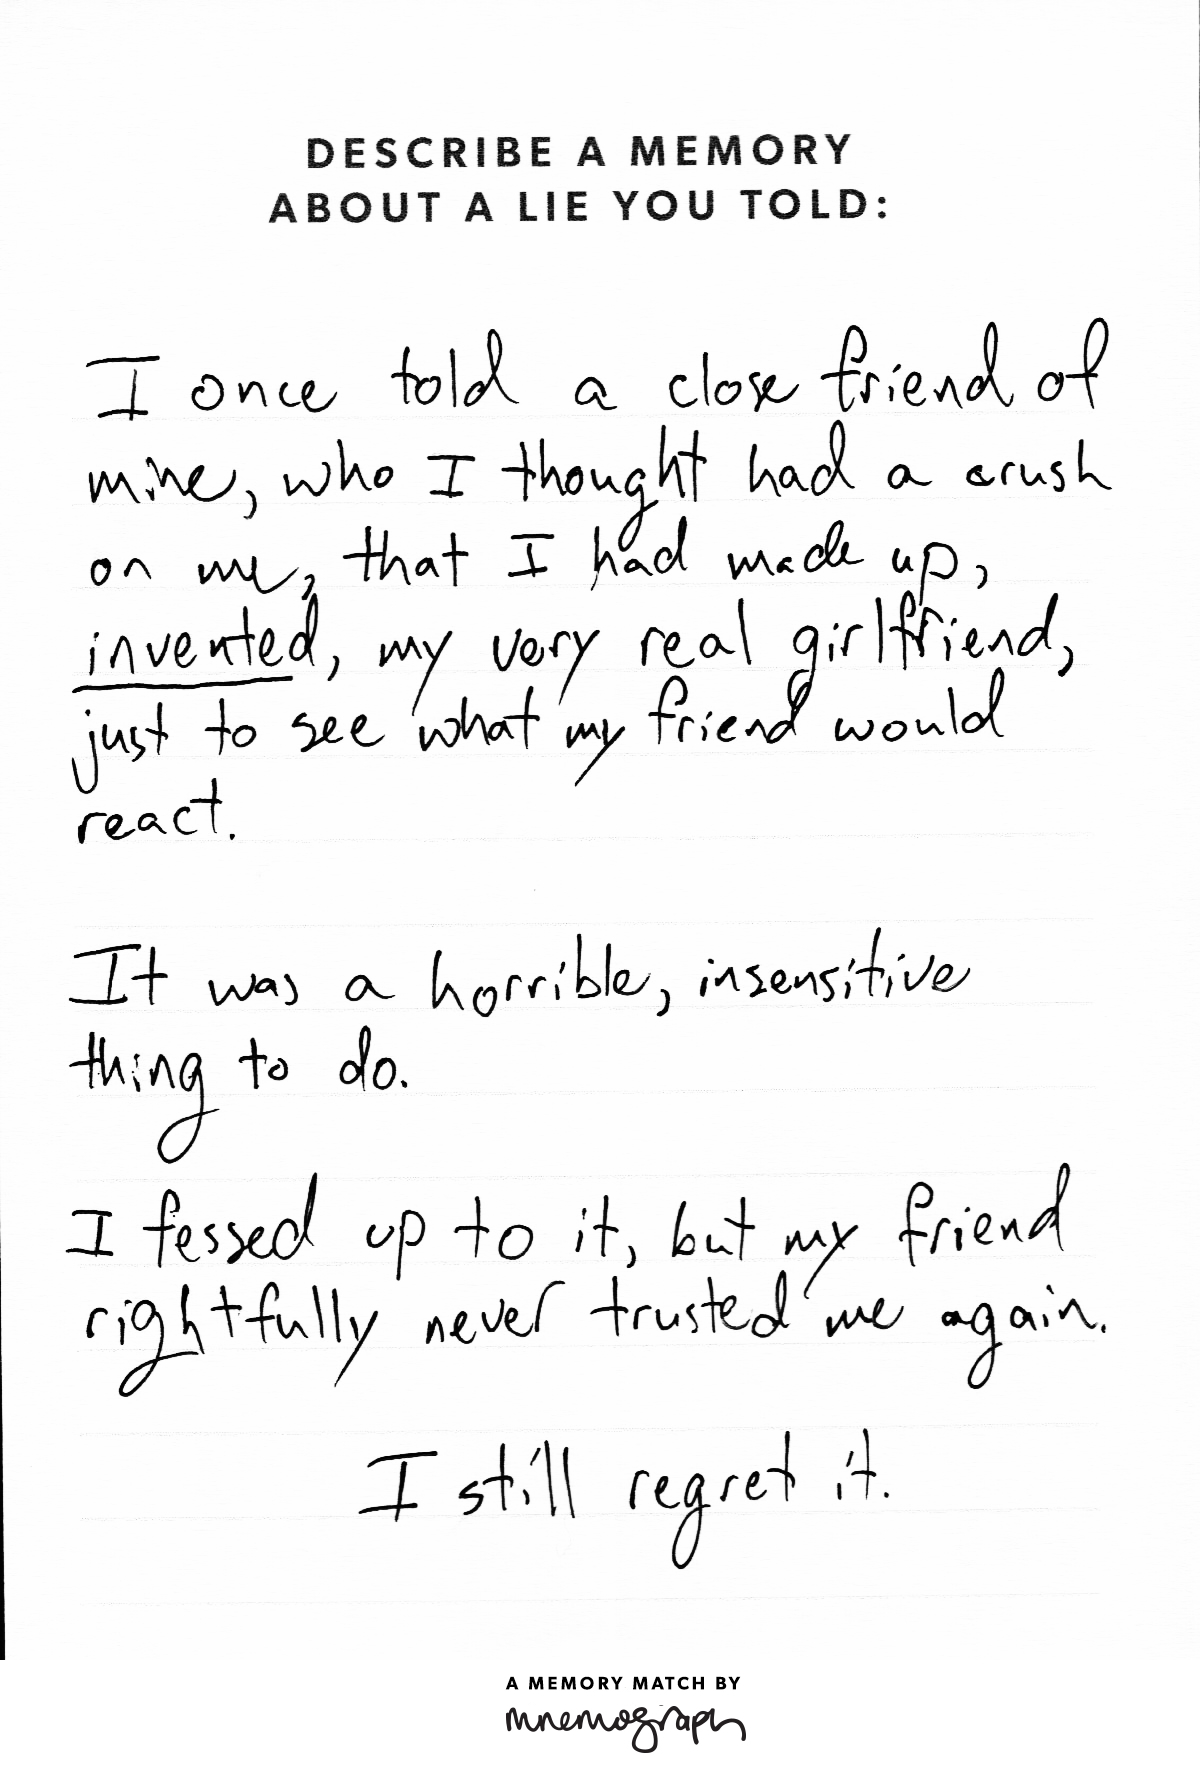 DESCRIBE A MEMORY
ABOUT A LIE YOU TOLD:
I once told a close friend of
mine, who I thought had a crush
on me, that I had made up,
invented, my very real girlfriend,
just to see what my friend would
react.
It was a horrible, insensitive
thing to do.
I fessed up to it, but my friend
rightfully never trusted me again.
I still regret it.
A MEMORY MATCH BY
mnemograph